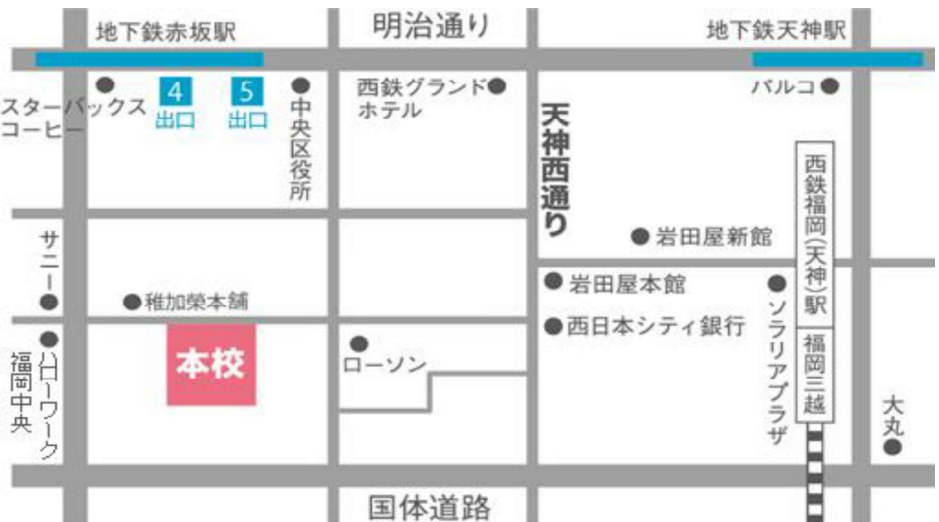 明治通り
地下鉄赤坂駅
地下鉄天神駅
スターバックス
コーヒー
4
出口
5
出口
中央区役所
西鉄グランド
ホテル
パルコ
天神西通り
西鉄福岡(天神)駅
岩田屋新館
サニー
稚加榮本舗
岩田屋本館
ソラリアプラザ
西日本シティ銀行
福岡三越
ハローワーク
福岡中央
本校
ローソン
大丸
国体道路